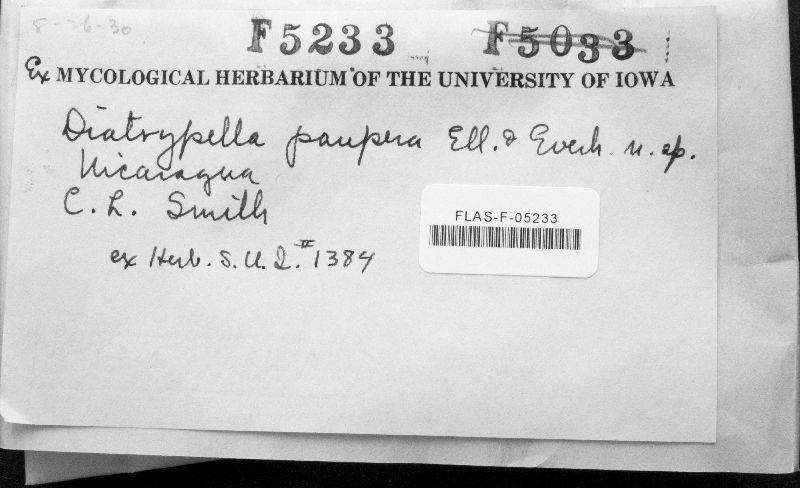 8-26-30
F5233 F5033
Ex MYCOLOGICAL HERBARIUM OF THE UNIVERSITY OF IOWA
Diatrypella paupera Ell. & Everh. n. sp.
Nicaragua
C. L. Smith
FLAS-F-05233
ex Herb. S. U. I. III 1384